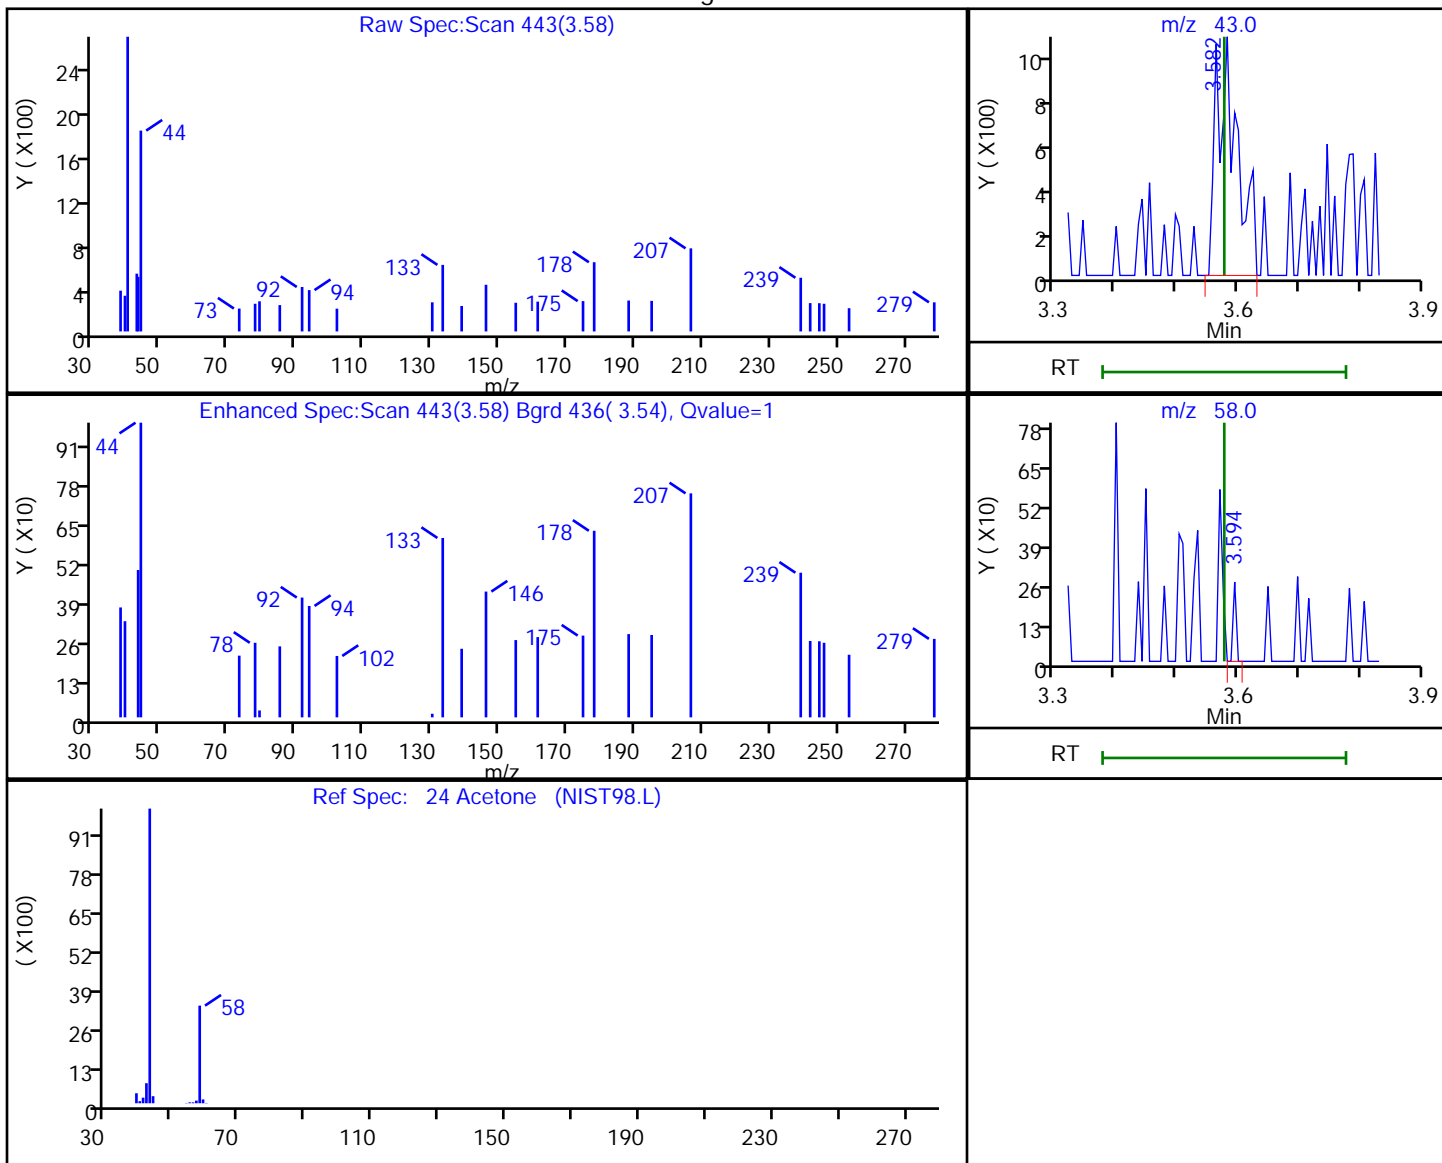 Raw Spec:Scan 443(3.58)
Y ( X100)
24
20
16
12
8
4
0
44
73
92
94
133
175
178
207
239
279
30 50 70 90 110 130 150 170 190 210 230 250 270
m/z
m/z 43.0
Y ( X100)
10
8
6
4
2
0
3.582
3.3 3.6 3.9
Min
RT
Enhanced Spec:Scan 443(3.58) Bgrd 436( 3.54), Qvalue=1
Y ( X10)
91
78
65
52
39
26
13
0
44
78
92
94
102
133
146
175
178
207
239
279
30 50 70 90 110 130 150 170 190 210 230 250 270
m/z
m/z 58.0
Y ( X10)
78
65
52
39
26
13
0
3.594
3.3 3.6 3.9
Min
RT
Ref Spec: 24 Acetone (NIST98.L)
( X100)
91
78
65
52
39
26
13
0
58
30 70 110 150 190 230 270